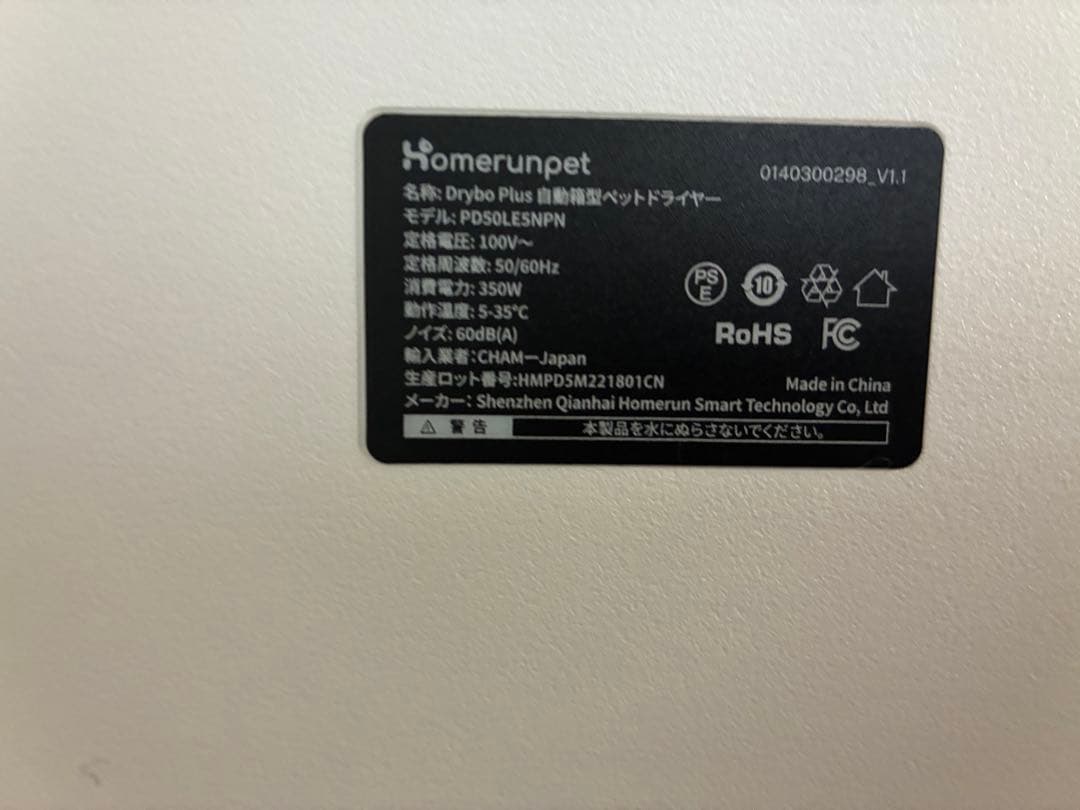 Homerunpet
0140300298_V1.1
名称: Drybo Plus 自動箱型ペットドライヤー
モデル: PD50LE5NPN
定格電圧: 100V～
定格周波数: 50/60Hz
消費電力: 350W
動作温度: 5-35℃
ノイズ: 60dB(A)
輸入業者:CHAMーJapan
生産ロット番号:HMPD5M221801CN
メーカー: Shenzhen Qianhai Homerun Smart Technology Co, Ltd
PSE
10
RoHS
FC
Made in China
⚠ 警告 本製品を水にぬらさないでください。